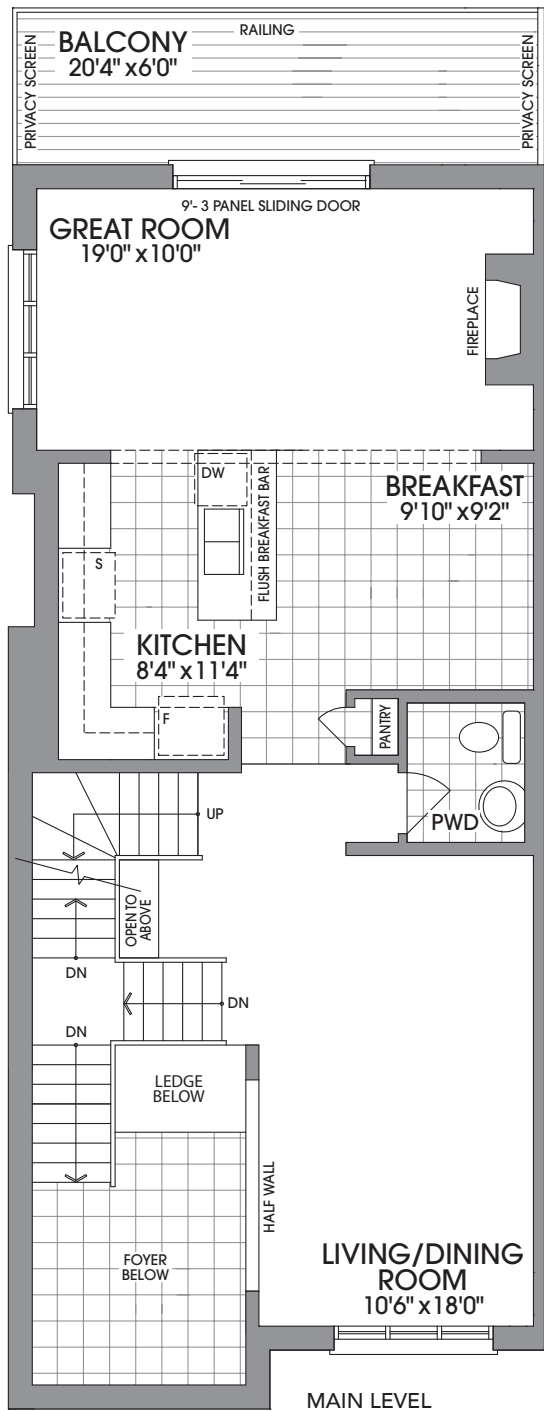 RAILING
BALCONY
20'4" x6'0"
PRIVACY SCREEN
PRIVACY SCREEN
9'- 3 PANEL SLIDING DOOR
GREAT ROOM
19'0" x10'0"
FIREPLACE
DW
FLUSH BREAKFAST BAR
BREAKFAST
9'10" x9'2"
S
KITCHEN
8'4" x11'4"
F
PANTRY
PWD
UP
OPEN TO
ABOVE
DN
DN
DN
LEDGE
BELOW
HALF WALL
FOYER
BELOW
LIVING/DINING
ROOM
10'6" x18'0"
MAIN LEVEL